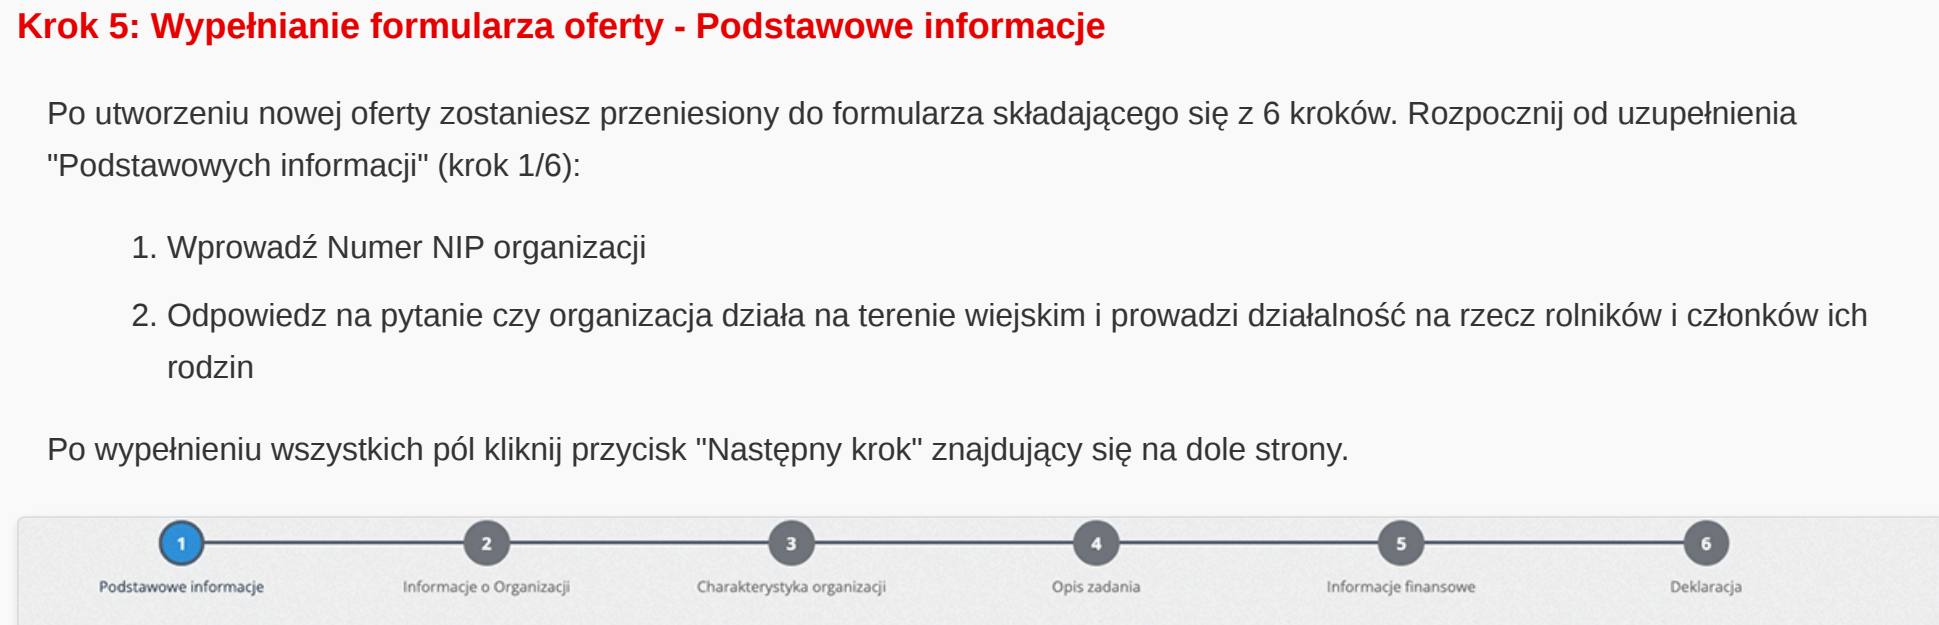 Krok 5: Wypełnianie formularza oferty - Podstawowe informacje
Po utworzeniu nowej oferty zostaniesz przeniesiony do formularza składającego się z 6 kroków. Rozpocznij od uzupełnienia
"Podstawowych informacji" (krok 1/6):
1. Wprowadź Numer NIP organizacji
2. Odpowiedz na pytanie czy organizacja działa na terenie wiejskim i prowadzi działalność na rzecz rolników i członków ich
rodzin
Po wypełnieniu wszystkich pól kliknij przycisk "Następny krok" znajdujący się na dole strony.
1 2 3 4 5 6
Podstawowe informacje Informacje o Organizacji Charakterystyka organizacji Opis zadania Informacje finansowe Deklaracja